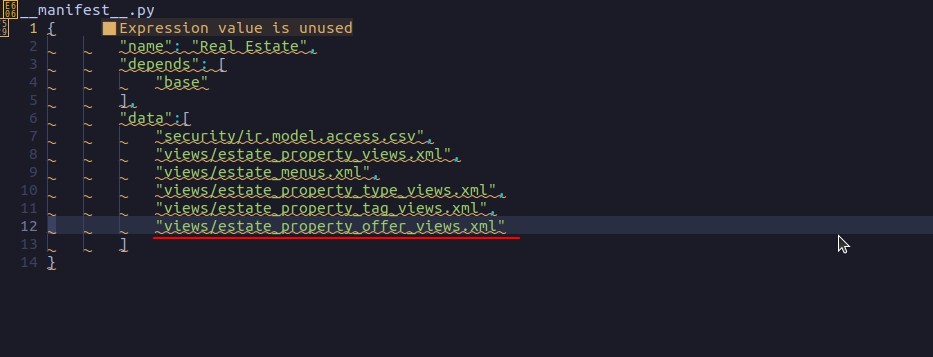 __manifest__.py
1 { Expression value is unused
2 "name": "Real Estate",
3 "depends": [
4 "base"
5 ],
6 "data":[
7 "security/ir.model.access.csv",
8 "views/estate_property_views.xml",
9 "views/estate_menus.xml",
10 "views/estate_property_type_views.xml",
11 "views/estate_property_tag_views.xml",
12 "views/estate_property_offer_views.xml"
13 ]
14 }